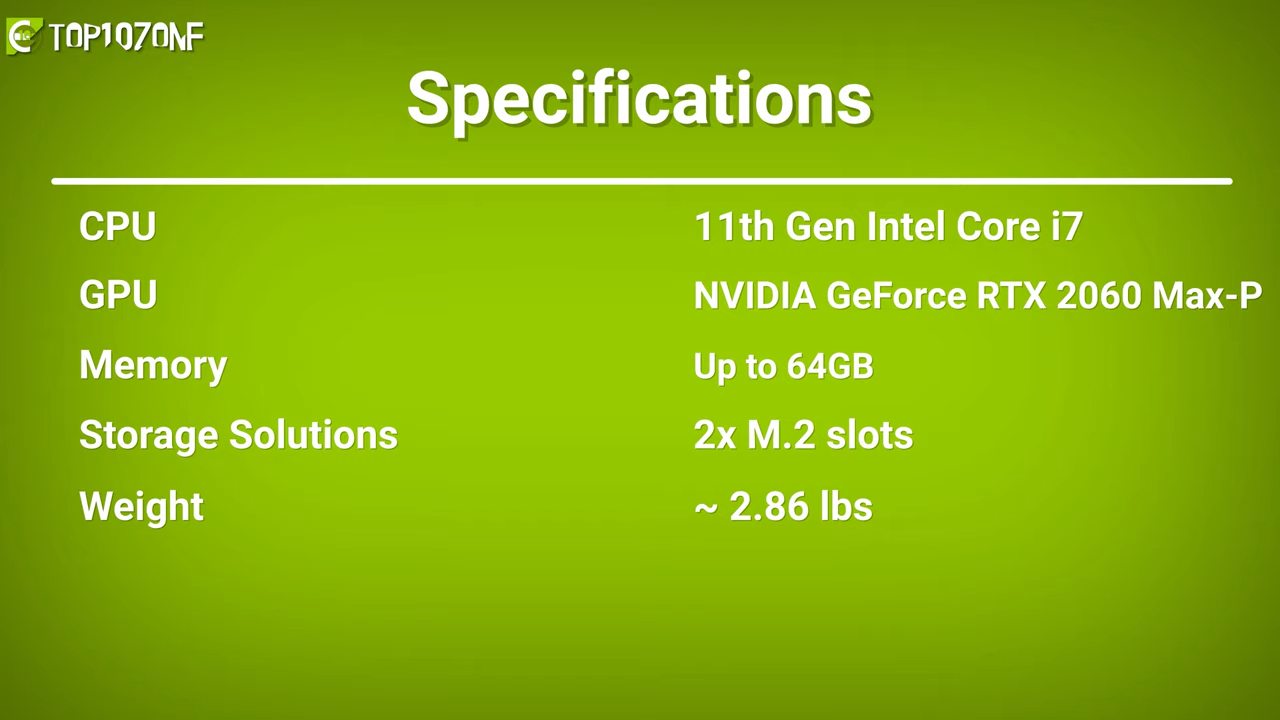 TOP10ZONE
Specifications
CPU 11th Gen Intel Core i7
GPU NVIDIA GeForce RTX 2060 Max-P
Memory Up to 64GB
Storage Solutions 2x M.2 slots
Weight ~ 2.86 lbs